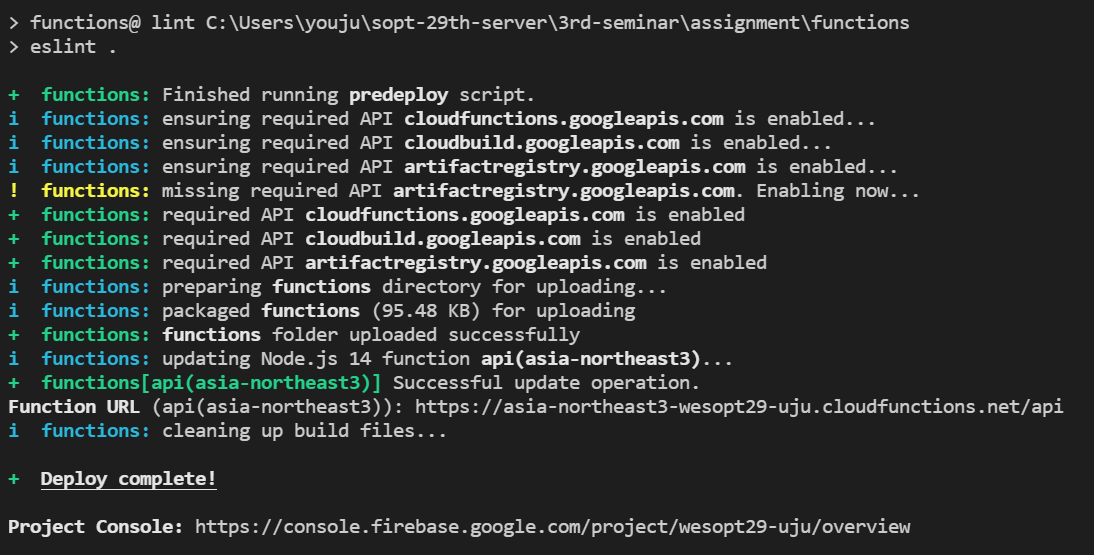 > functions@ lint C:\Users\youju\sopt-29th-server\3rd-seminar\assignment\functions
> eslint .
+  functions: Finished running predeploy script.
i  functions: ensuring required API cloudfunctions.googleapis.com is enabled...
i  functions: ensuring required API cloudbuild.googleapis.com is enabled...
i  functions: ensuring required API artifactregistry.googleapis.com is enabled...
!  functions: missing required API artifactregistry.googleapis.com. Enabling now...
+  functions: required API cloudfunctions.googleapis.com is enabled
+  functions: required API cloudbuild.googleapis.com is enabled
+  functions: required API artifactregistry.googleapis.com is enabled
i  functions: preparing functions directory for uploading...
i  functions: packaged functions (95.48 KB) for uploading
+  functions: functions folder uploaded successfully
i  functions: updating Node.js 14 function api(asia-northeast3)...
+  functions[api(asia-northeast3)] Successful update operation.
Function URL (api(asia-northeast3)): https://asia-northeast3-wesopt29-uju.cloudfunctions.net/api
i  functions: cleaning up build files...
+  Deploy complete!
Project Console: https://console.firebase.google.com/project/wesopt29-uju/overview